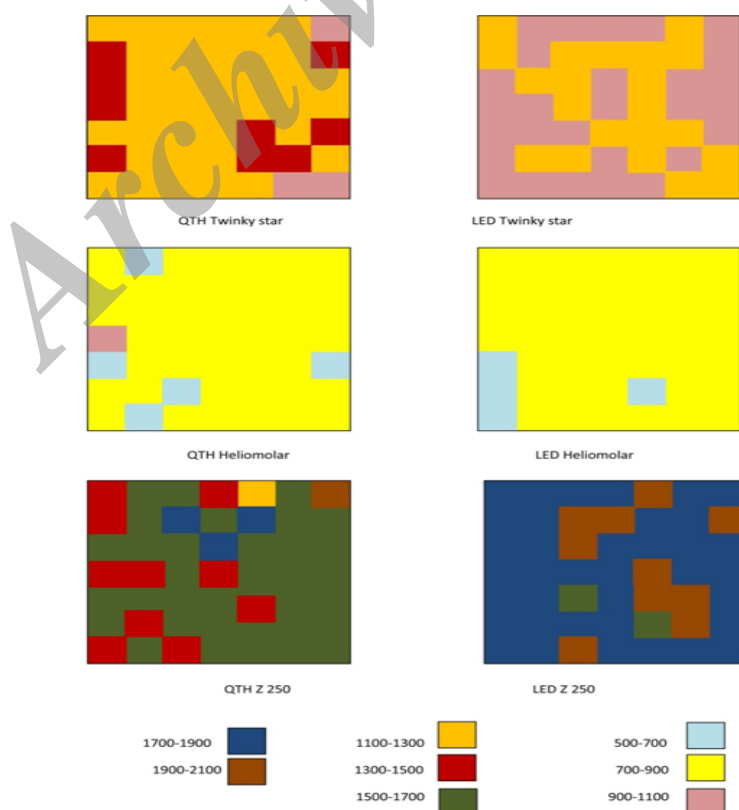 Archiv
QTH Twinky star LED Twinky star
QTH Heliomolar LED Heliomolar
QTH Z 250 LED Z 250
1700-1900 1100-1300 500-700
1900-2100 1300-1500 700-900
1500-1700 900-1100